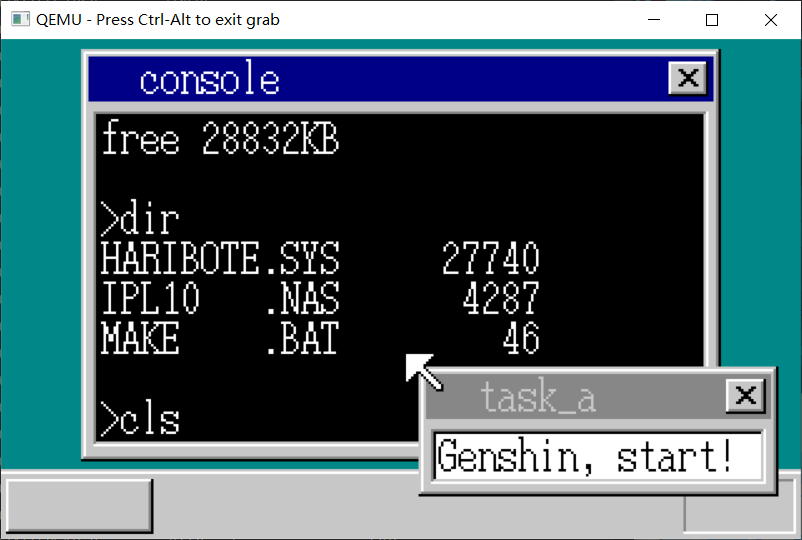 QEMU - Press Ctrl-Alt to exit grab
console
free 28832KB
>dir
HARIBOTE.SYS 27740
IPL10 .NAS 4287
MAKE .BAT 46
>cls
task_a
Genshin, start!